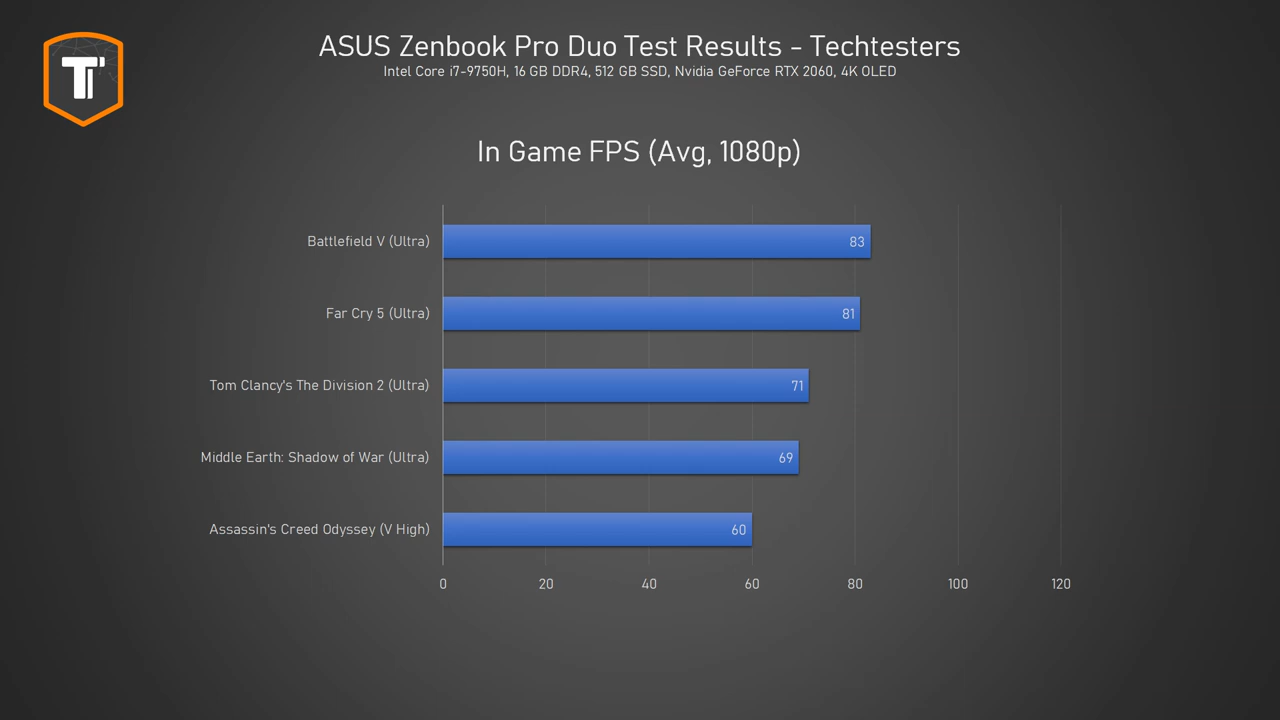 ASUS Zenbook Pro Duo Test Results - Techtesters
Intel Core i7-9750H, 16 GB DDR4, 512 GB SSD, Nvidia GeForce RTX 2060, 4K OLED
In Game FPS (Avg, 1080p)
Battlefield V (Ultra) 83
Far Cry 5 (Ultra) 81
Tom Clancy's The Division 2 (Ultra) 71
Middle Earth: Shadow of War (Ultra) 69
Assassin's Creed Odyssey (V High) 60
0 20 40 60 80 100 120